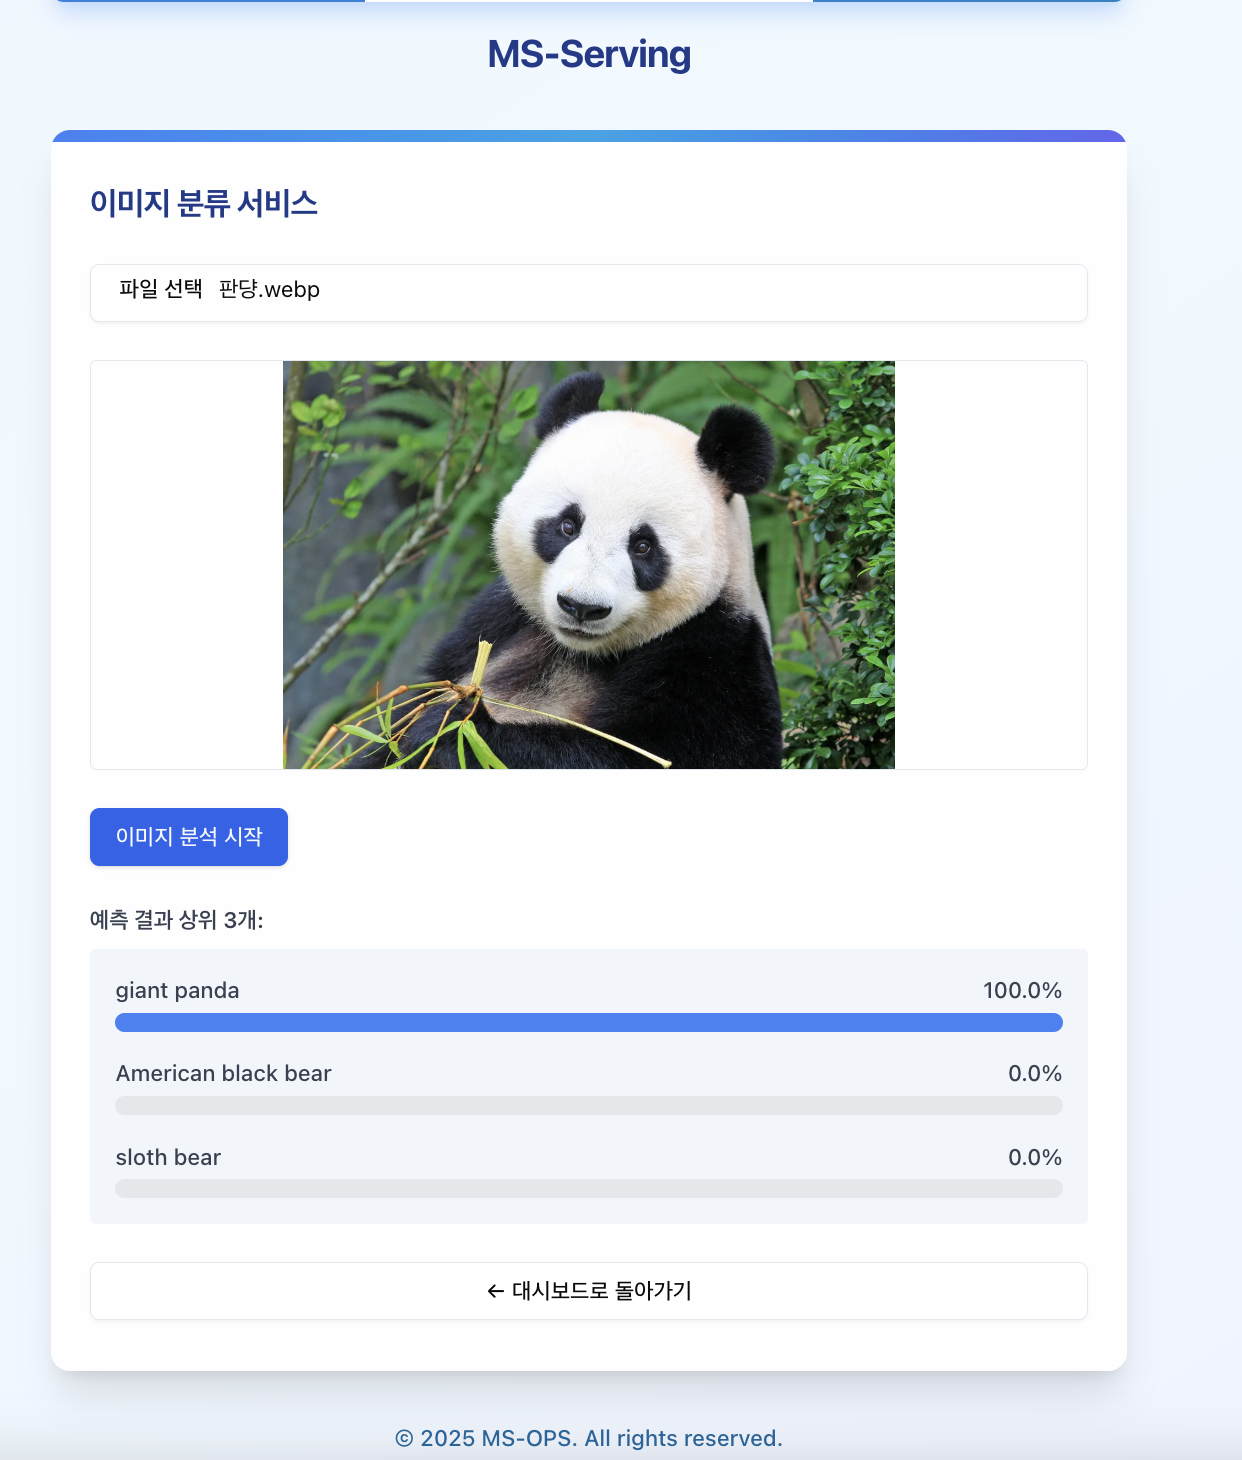 MS-Serving
이미지 분류 서비스
파일 선택 판댱.webp
이미지 분석 시작
예측 결과 상위 3개:
giant panda 100.0%
American black bear 0.0%
sloth bear 0.0%
← 대시보드로 돌아가기
© 2025 MS-OPS. All rights reserved.